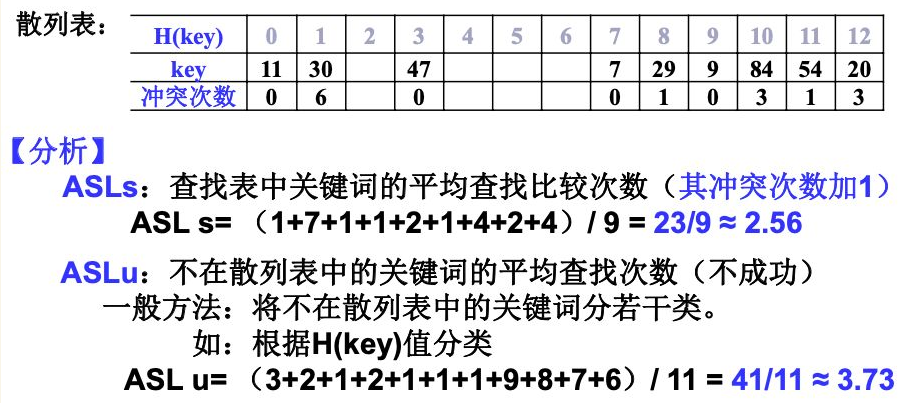 散列表：
H(key) 0 1 2 3 4 5 6 7 8 9 10 11 12
key 11 30 47 7 29 9 84 54 20
冲突次数 0 6 0 0 1 0 3 1 3
【分析】
ASLs：查找表中关键词的平均查找比较次数（其冲突次数加1）
ASL s= （1+7+1+1+2+1+4+2+4）/ 9 = 23/9 ≈ 2.56
ASLu：不在散列表中的关键词的平均查找次数（不成功）
一般方法：将不在散列表中的关键词分若干类。
如：根据H(key)值分类
ASL u= （3+2+1+2+1+1+1+9+8+7+6）/ 11 = 41/11 ≈ 3.73